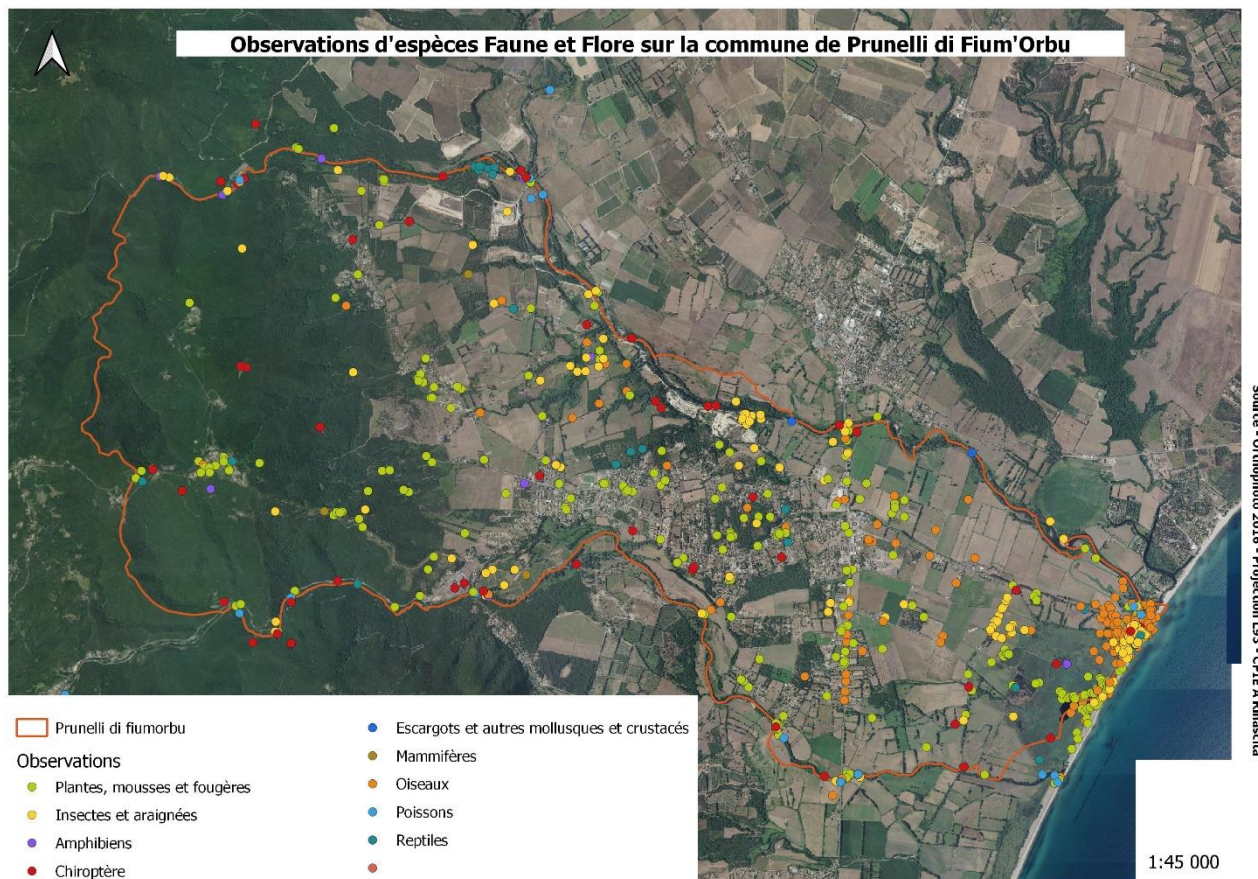 Observations d'espèces Faune et Flore sur la commune de Prunelli di Fium'Orbu
Prunelli di fiumorbu
Observations
Plantes, mousses et fougères
Insectes et araignées
Amphibiens
Chiroptère
Escargots et autres mollusques et crustacés
Mammifères
Oiseaux
Poissons
Reptiles
1:45 000